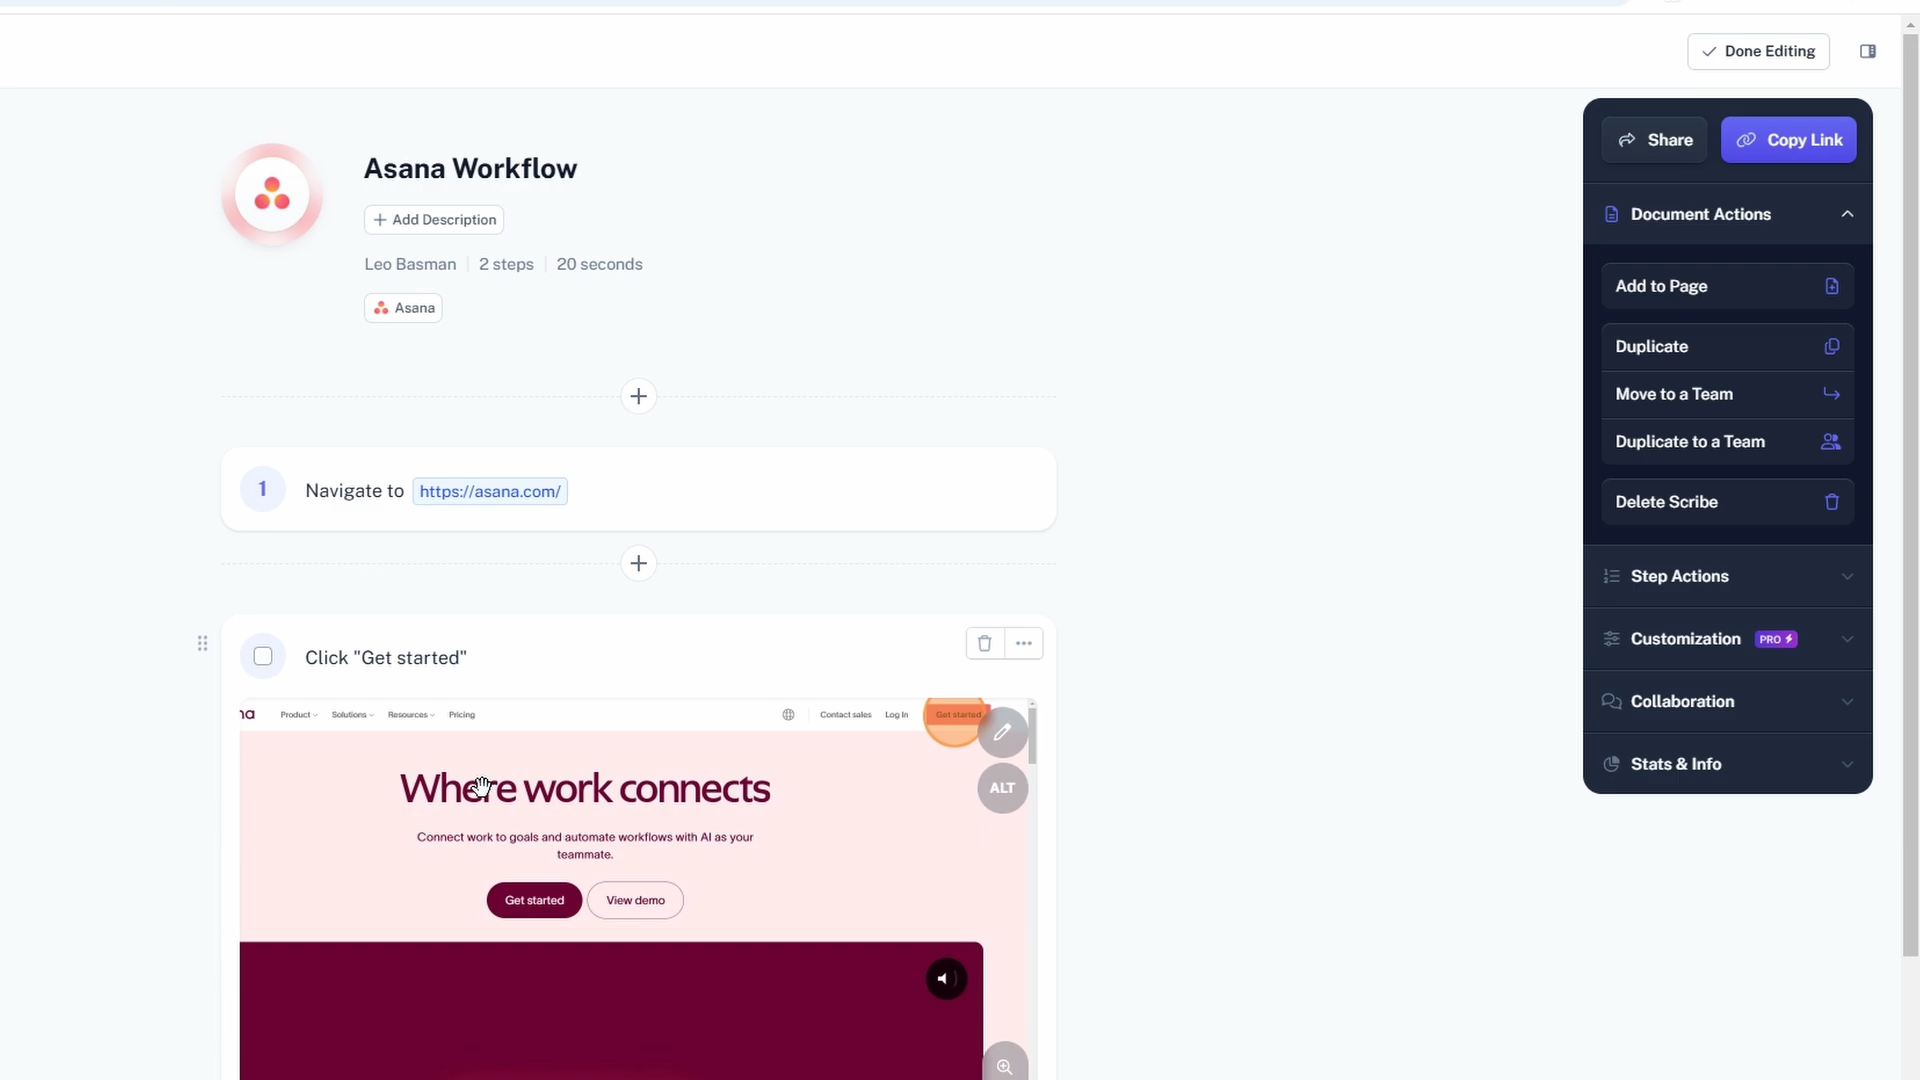 Done Editing
Share
Copy Link
Asana Workflow
Add Description
Leo Basman
2 steps
20 seconds
Asana
Document Actions
Add to Page
Duplicate
Move to a Team
Duplicate to a Team
Delete Scribe
Step Actions
Customization PRO
Collaboration
Stats & Info
1 Navigate to https://asana.com/
Click "Get started"
na Product Solutions Resources Pricing Contact sales Log In Get started
Where work connects
ALT
Connect work to goals and automate workflows with AI as your
teammate.
Get started
View demo